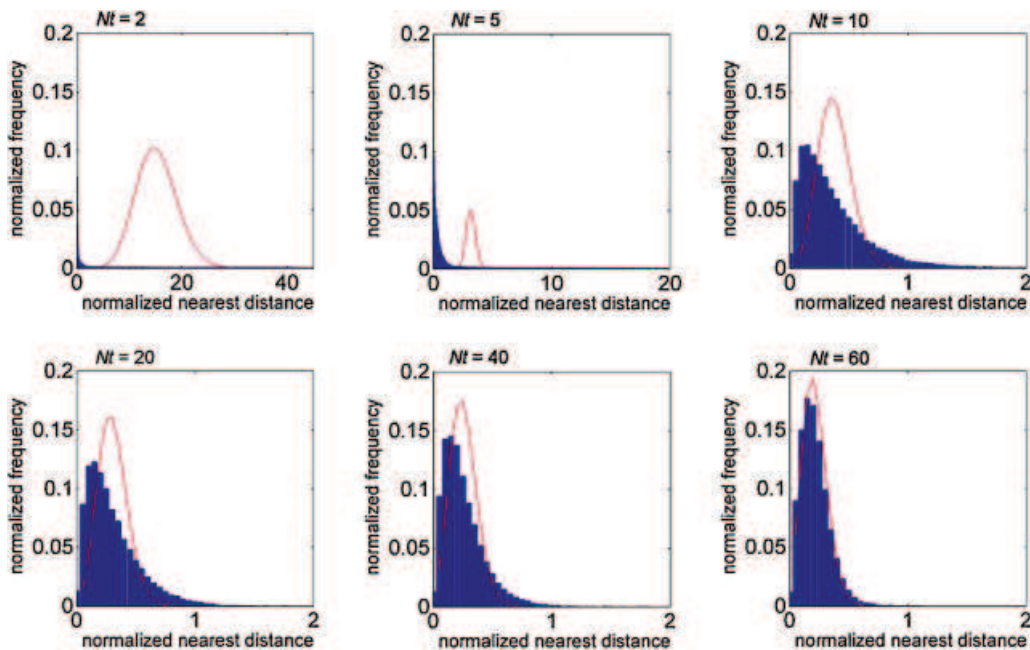 Nt = 2
normalized frequency
0.2
0.15
0.1
0.05
0
0 20 40
normalized nearest distance
Nt = 5
normalized frequency
0.2
0.15
0.1
0.05
0
0 10 20
normalized nearest distance
Nt = 10
normalized frequency
0.2
0.15
0.1
0.05
0
0 1 2
normalized nearest distance
Nt = 20
normalized frequency
0.2
0.15
0.1
0.05
0
0 1 2
normalized nearest distance
Nt = 40
normalized frequency
0.2
0.15
0.1
0.05
0
0 1 2
normalized nearest distance
Nt = 60
normalized frequency
0.2
0.15
0.1
0.05
0
0 1 2
normalized nearest distance